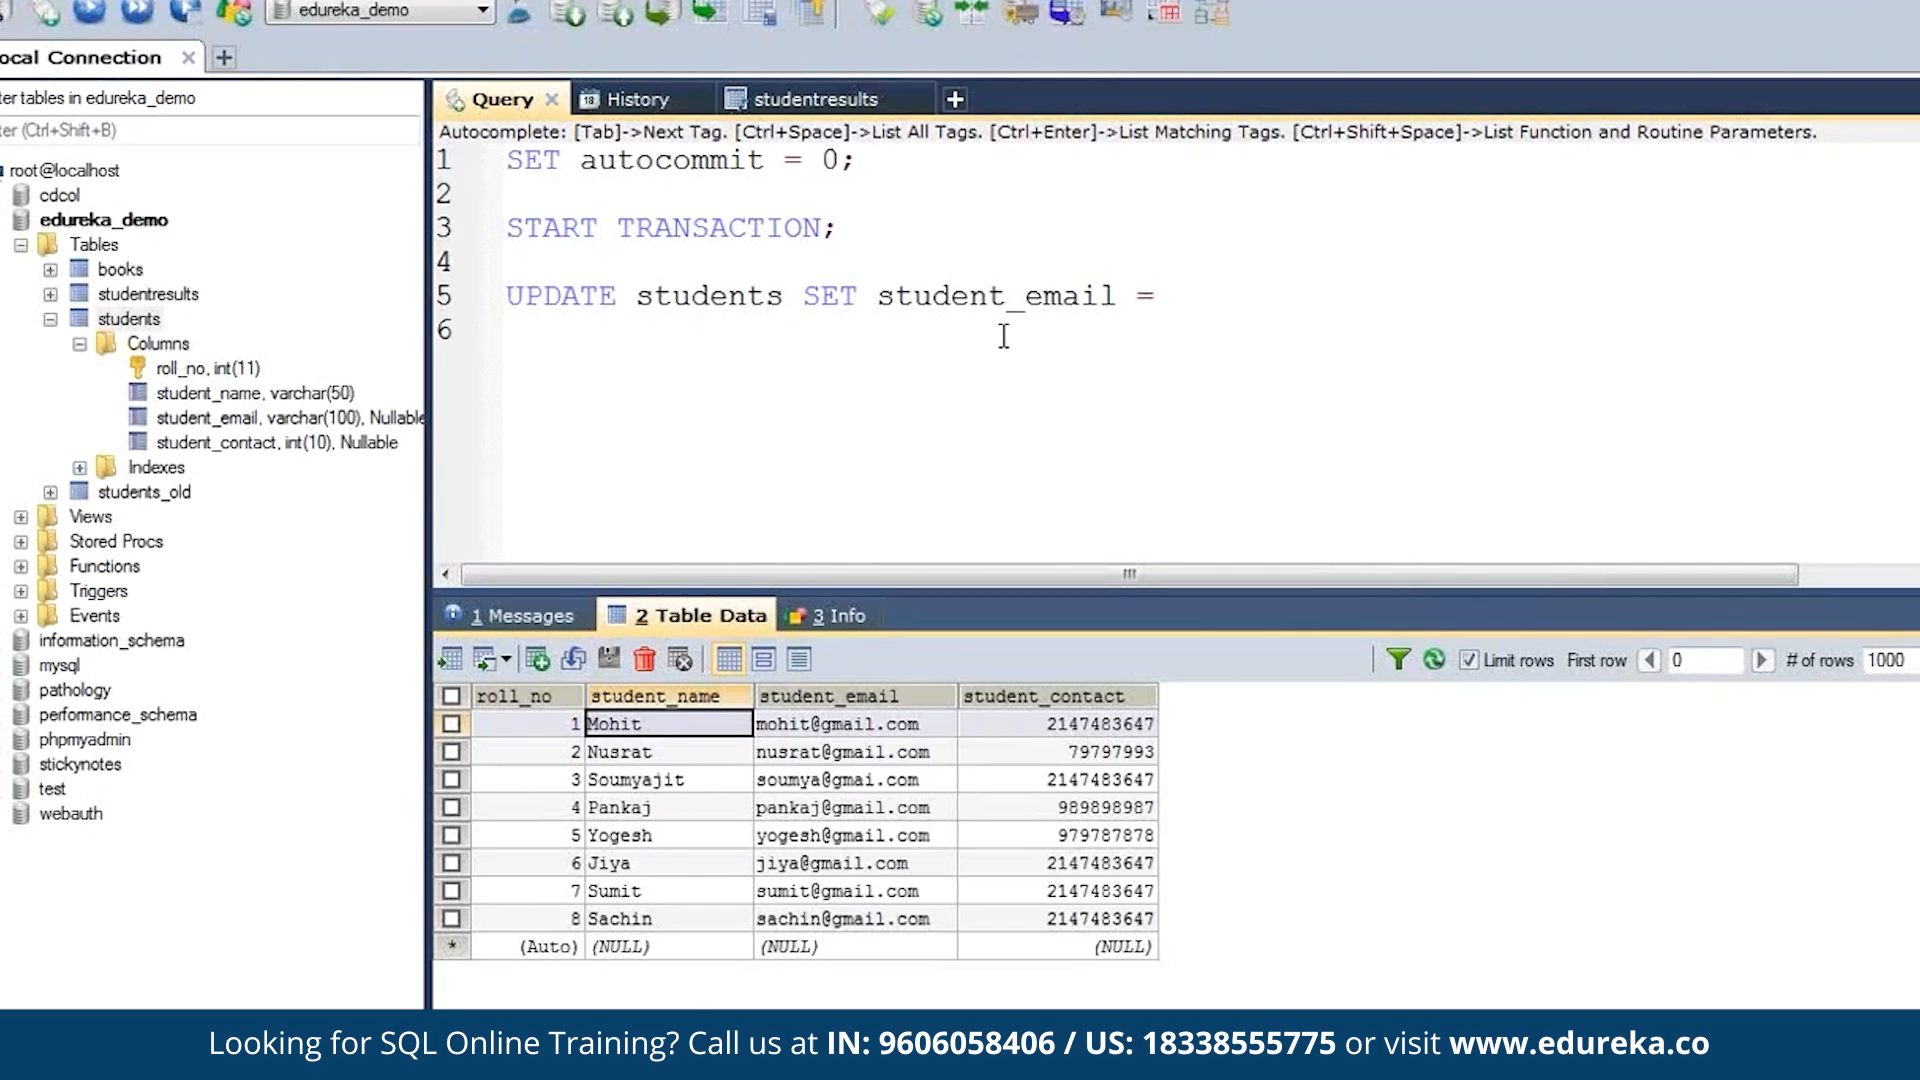 edureka_demo
ocal Connection
ter tables in edureka_demo
ter (Ctrl+Shift+B)
root@localhost
cdcol
edureka_demo
Tables
books
studentresults
students
Columns
roll_no, int(11)
student_name, varchar(50)
student_email, varchar(100), Nullable
student_contact, int(10), Nullable
Indexes
students_old
Views
Stored Procs
Functions
Triggers
Events
information_schema
mysql
pathology
performance_schema
phpmyadmin
stickynotes
test
webauth
Query History studentresults
Autocomplete: [Tab]->Next Tag. [Ctrl+Space]->List All Tags. [Ctrl+Enter]->List Matching Tags. [Ctrl+Shift+Space]->List Function and Routine Parameters.
1 SET autocommit = 0;
2
3 START TRANSACTION;
4
5 UPDATE students SET student_email =
6
1 Messages 2 Table Data 3 Info
Limit rows First row 0 # of rows 1000
roll_no student_name student_email student_contact
1 Mohit mohit@gmail.com 2147483647
2 Nusrat nusrat@gmail.com 79797993
3 Soumyajit soumya@gmai.com 2147483647
4 Pankaj pankaj@gmail.com 989898987
5 Yogesh yogesh@gmail.com 979787878
6 Jiya jiya@gmail.com 2147483647
7 Sumit sumit@gmail.com 2147483647
8 Sachin sachin@gmail.com 2147483647
* (Auto) (NULL) (NULL) (NULL)
Looking for SQL Online Training? Call us at IN: 9606058406 / US: 18338555775 or visit www.edureka.co